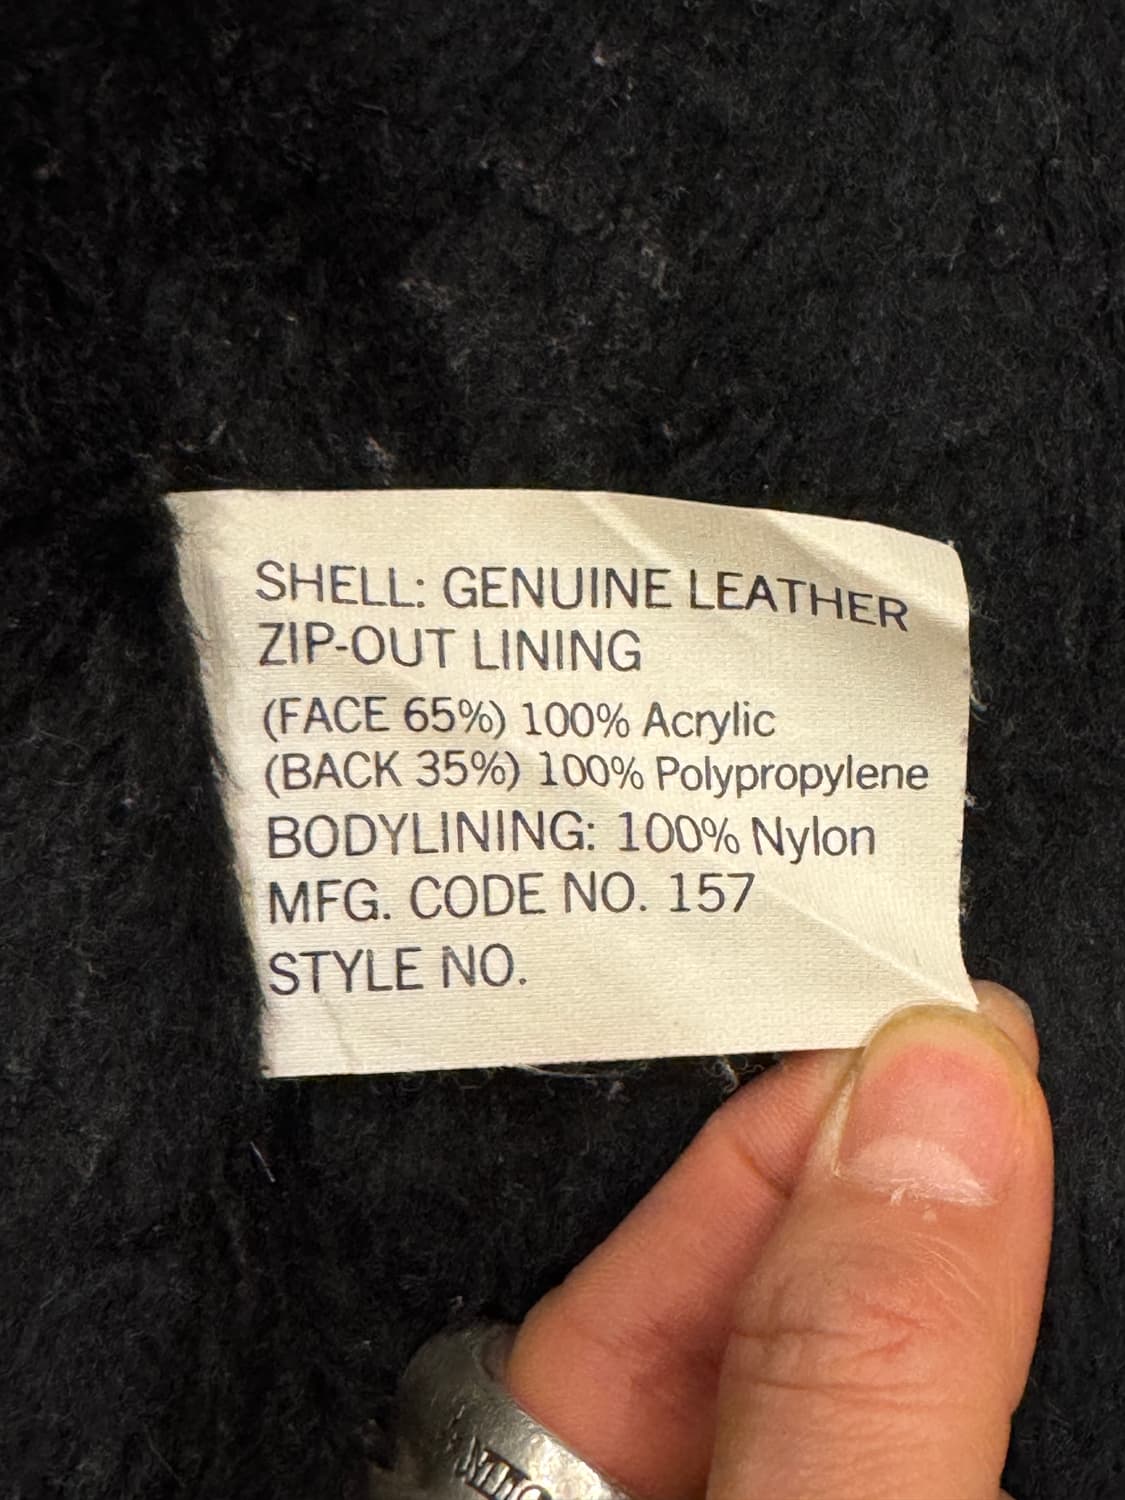 SHELL: GENUINE LEATHER
ZIP-OUT LINING
(FACE 65%) 100% Acrylic
(BACK 35%) 100% Polypropylene
BODYLINING: 100% Nylon
MFG. CODE NO. 157
STYLE NO.